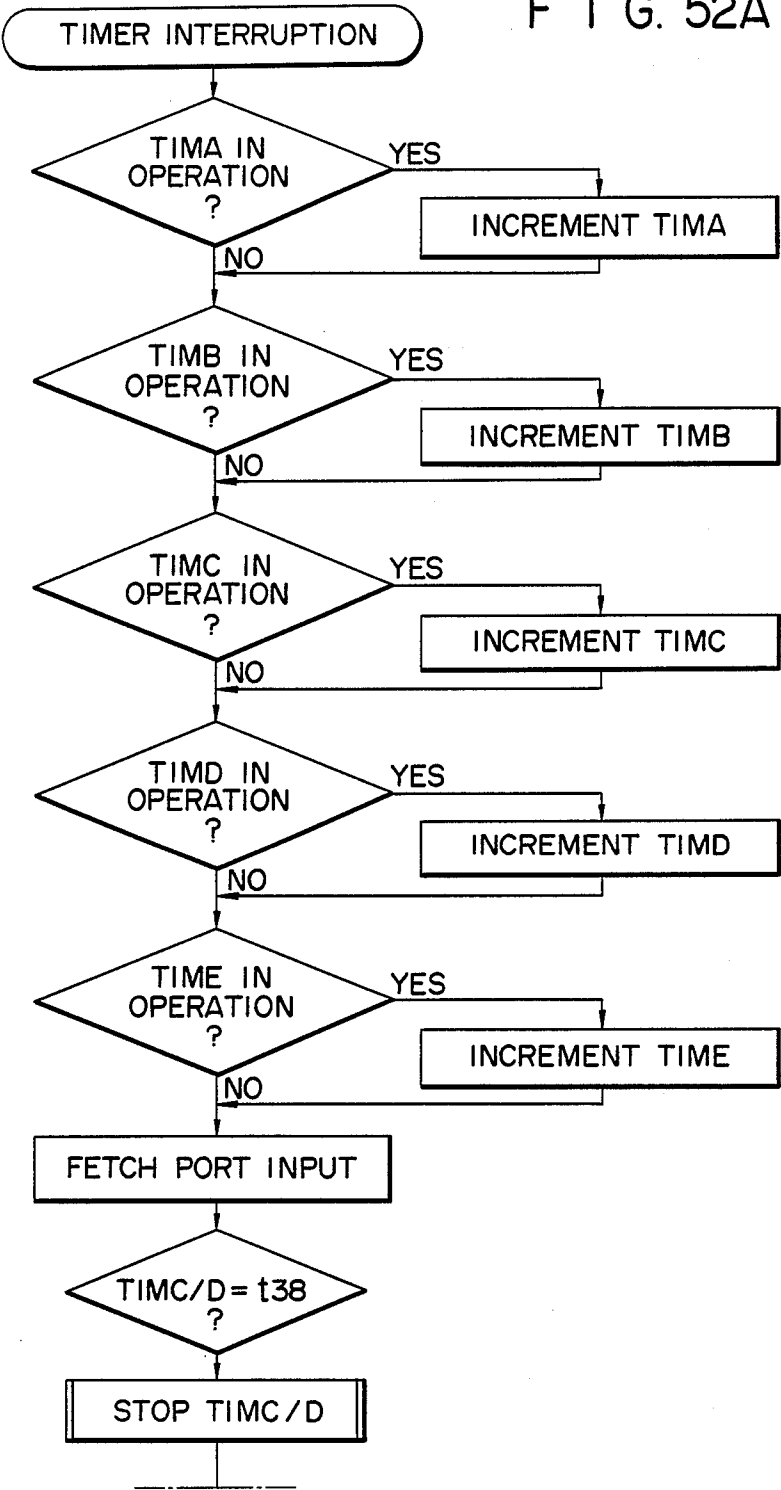 F I G. 52A
TIMER INTERRUPTION
TIMA IN
OPERATION
?
YES
INCREMENT TIMA
NO
TIMB IN
OPERATION
?
YES
INCREMENT TIMB
NO
TIMC IN
OPERATION
?
YES
INCREMENT TIMC
NO
TIMD IN
OPERATION
?
YES
INCREMENT TIMD
NO
TIME IN
OPERATION
?
YES
INCREMENT TIME
NO
FETCH PORT INPUT
TIMC/D = t38
?
STOP TIMC/D